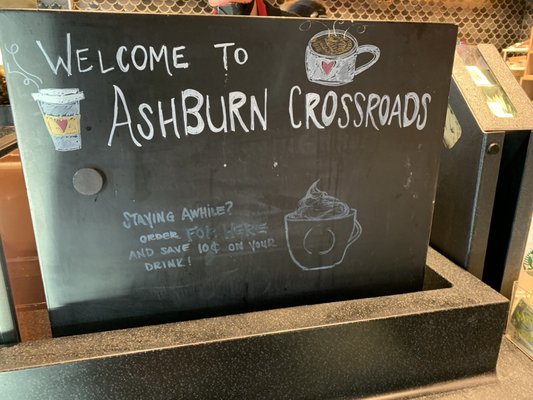 WELCOME TO
ASHBURN CROSSROADS
STAYING AWHILE?
ORDER FOR HERE
AND SAVE 10¢ ON YOUR
DRINK!